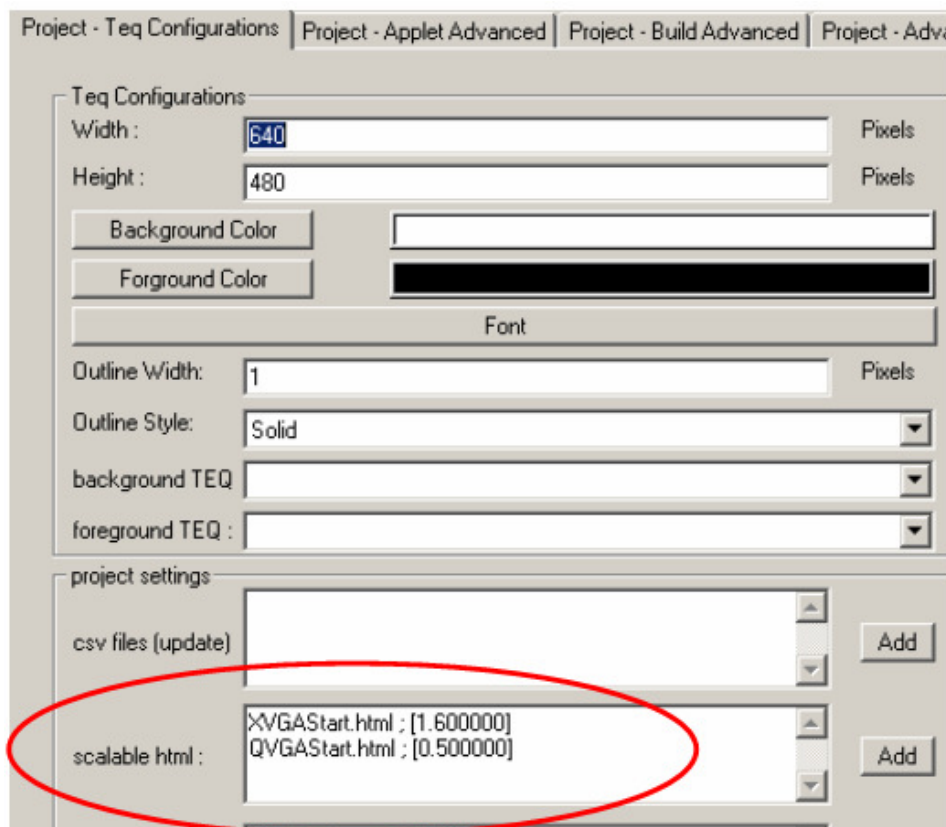 Project - Teq Configurations Project - Applet Advanced Project - Build Advanced Project - Adva
Teq Configurations
Width : 640 Pixels
Height : 480 Pixels
Background Color
Forground Color
Font
Outline Width: 1 Pixels
Outline Style: Solid
background TEQ
foreground TEQ :
project settings
csv files (update) Add
XVGAStart.html ; [1.600000]
QVGAStart.html ; [0.500000]
scalable html : Add